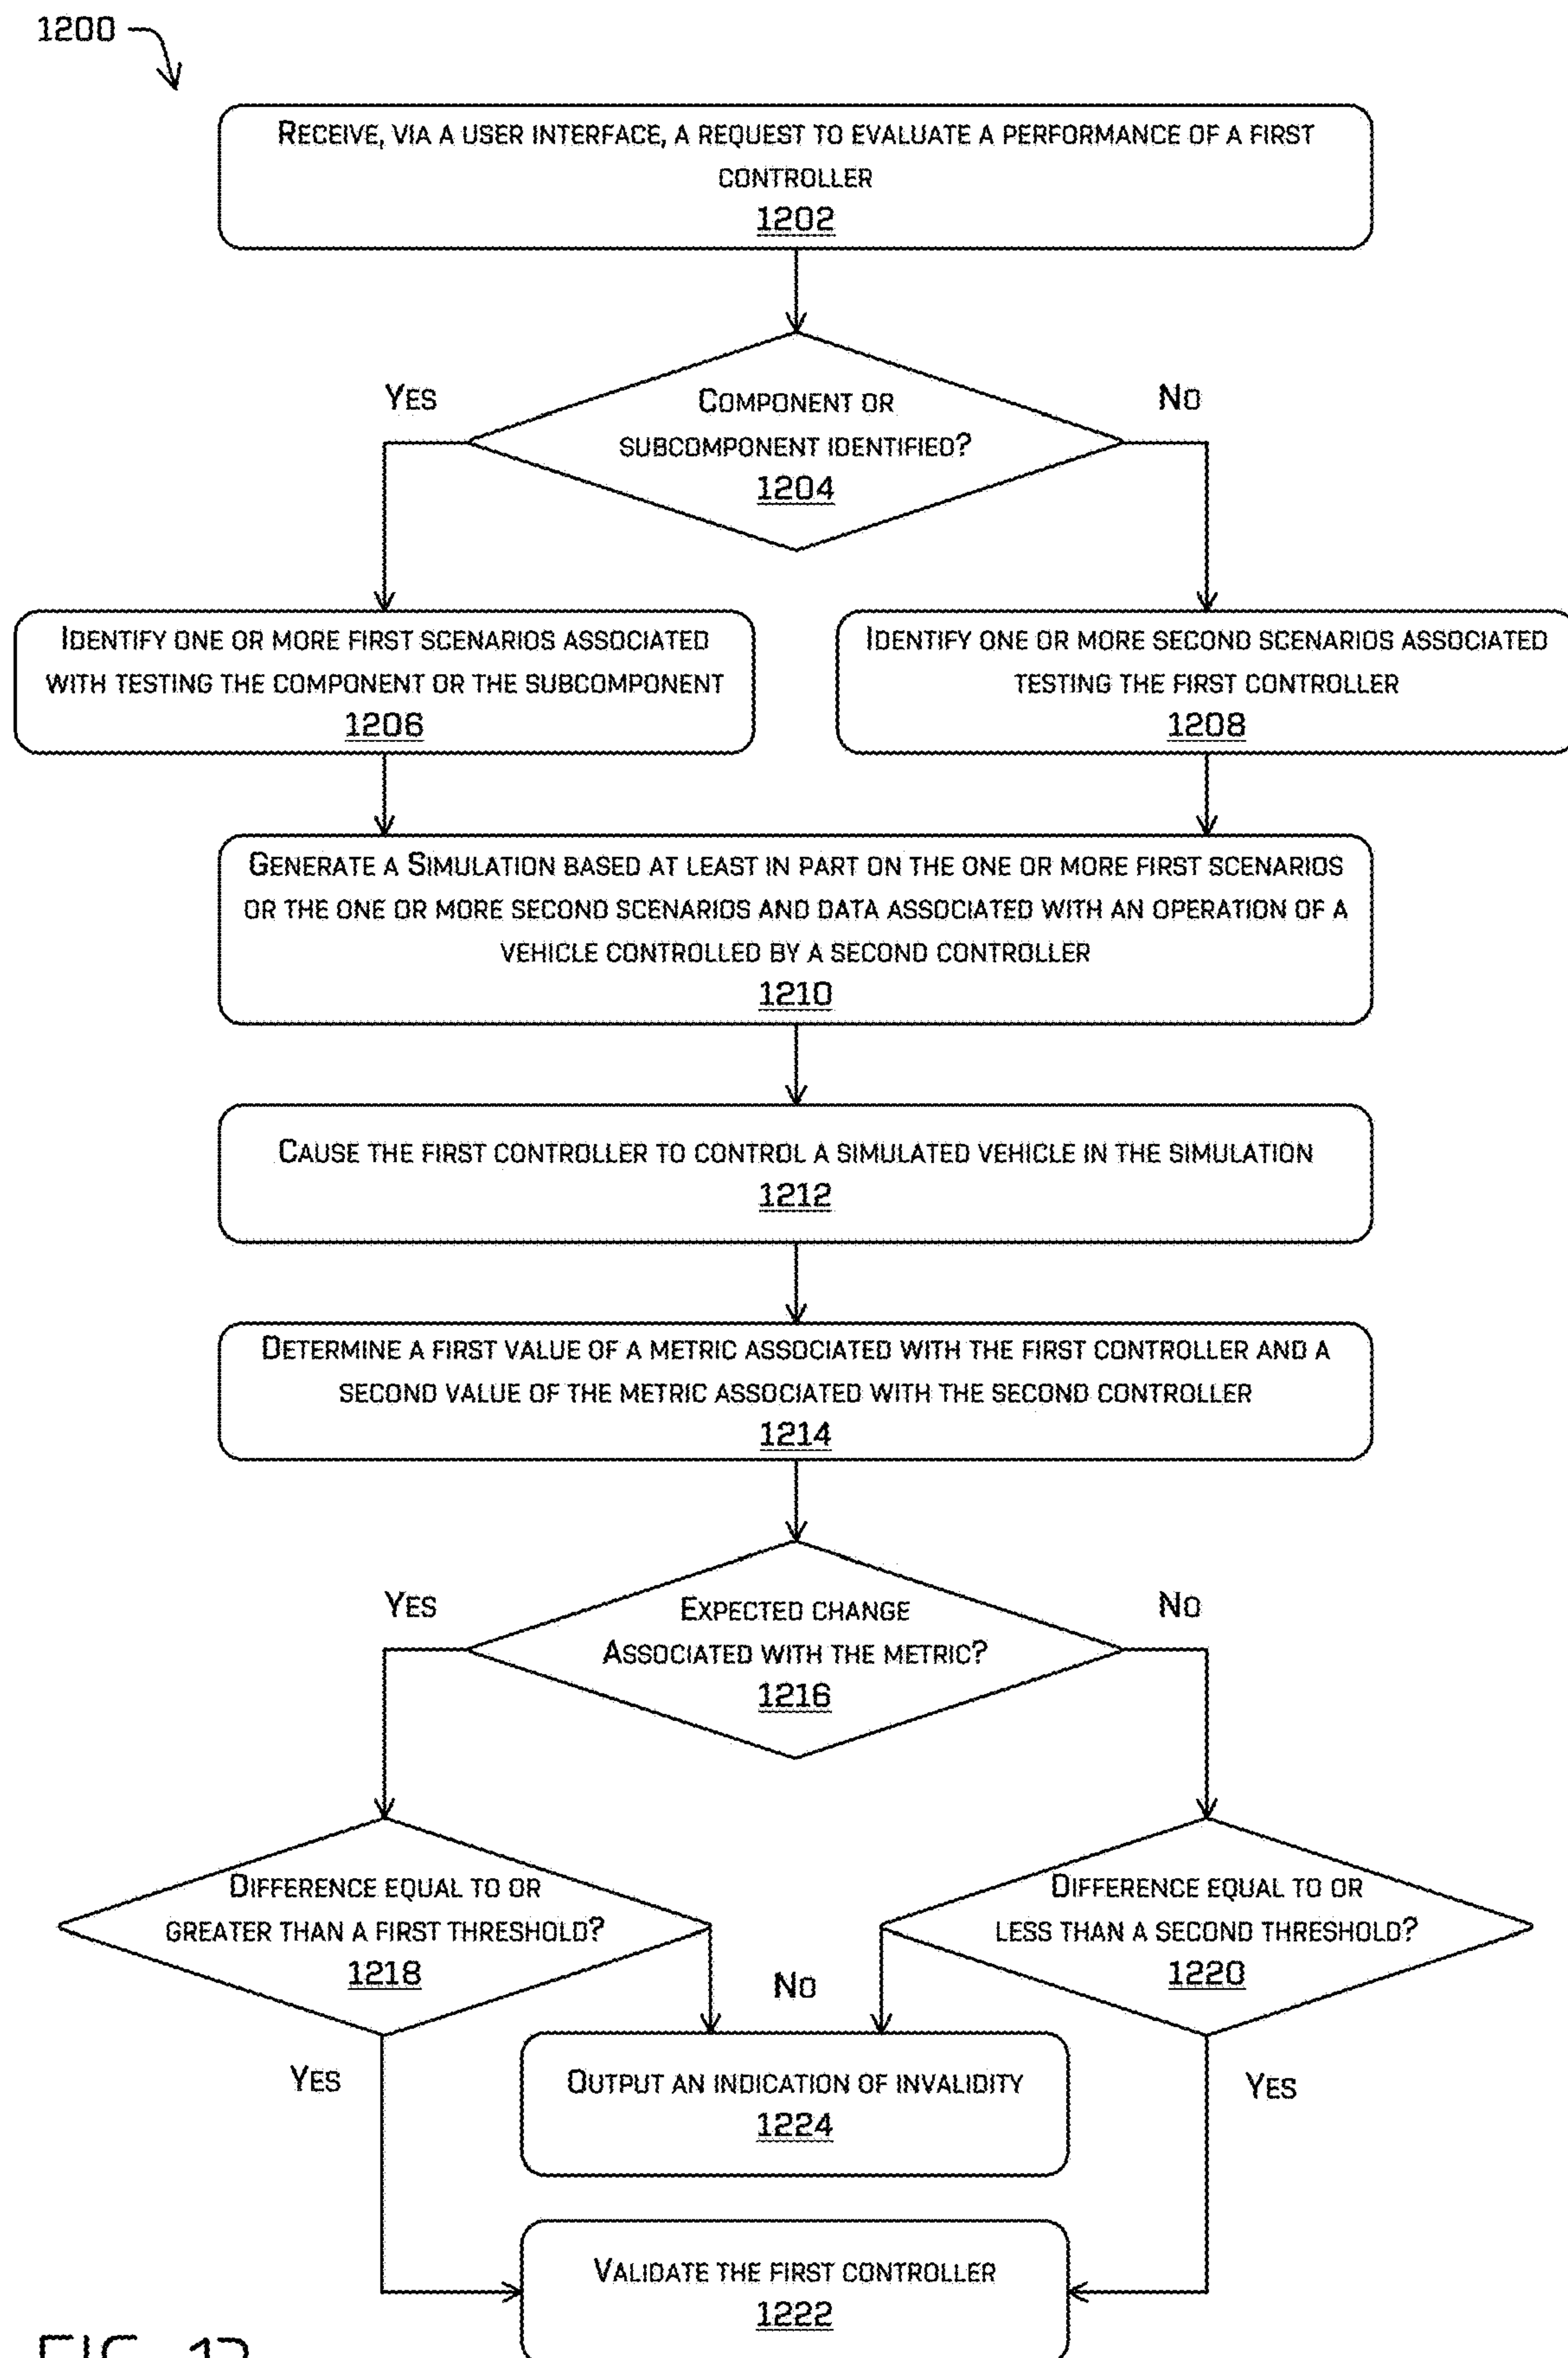 1200
RECEIVE, VIA A USER INTERFACE, A REQUEST TO EVALUATE A PERFORMANCE OF A FIRST
CONTROLLER
1202
YES
NO
COMPONENT OR
SUBCOMPONENT IDENTIFIED?
1204
IDENTIFY ONE OR MORE FIRST SCENARIOS ASSOCIATED
WITH TESTING THE COMPONENT OR THE SUBCOMPONENT
1206
IDENTIFY ONE OR MORE SECOND SCENARIOS ASSOCIATED
TESTING THE FIRST CONTROLLER
1208
GENERATE A SIMULATION BASED AT LEAST IN PART ON THE ONE OR MORE FIRST SCENARIOS
OR THE ONE OR MORE SECOND SCENARIOS AND DATA ASSOCIATED WITH AN OPERATION OF A
VEHICLE CONTROLLED BY A SECOND CONTROLLER
1210
CAUSE THE FIRST CONTROLLER TO CONTROL A SIMULATED VEHICLE IN THE SIMULATION
1212
DETERMINE A FIRST VALUE OF A METRIC ASSOCIATED WITH THE FIRST CONTROLLER AND A
SECOND VALUE OF THE METRIC ASSOCIATED WITH THE SECOND CONTROLLER
1214
YES
NO
EXPECTED CHANGE
ASSOCIATED WITH THE METRIC?
1216
DIFFERENCE EQUAL TO OR
GREATER THAN A FIRST THRESHOLD?
1218
DIFFERENCE EQUAL TO OR
LESS THAN A SECOND THRESHOLD?
1220
NO
YES
YES
OUTPUT AN INDICATION OF INVALIDITY
1224
VALIDATE THE FIRST CONTROLLER
1222